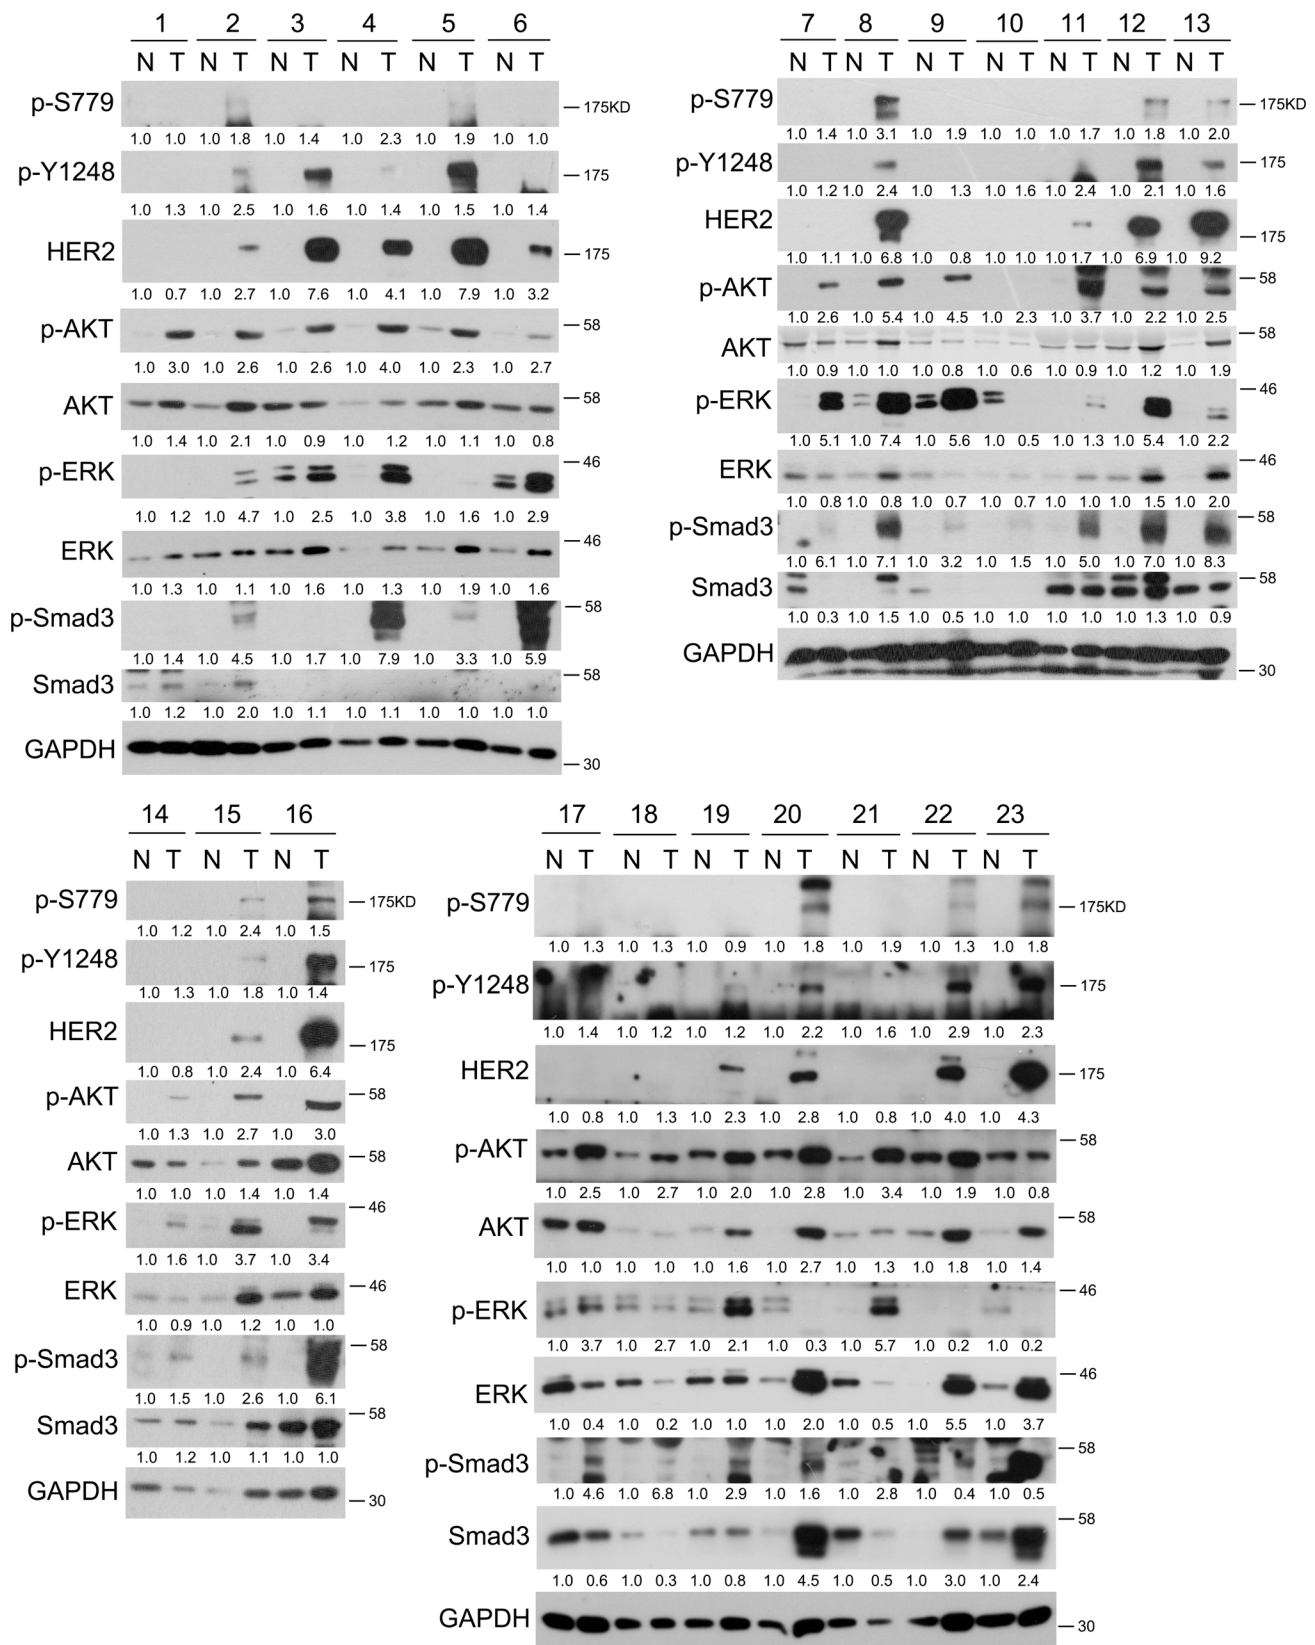 1 2 3 4 5 6
N T N T N T N T N T N T
p-S779 175KD
1.0 1.0 1.0 1.8 1.0 1.4 1.0 2.3 1.0 1.9 1.0 1.0
p-Y1248 175
1.0 1.3 1.0 2.5 1.0 1.6 1.0 1.4 1.0 1.5 1.0 1.4
HER2 175
1.0 0.7 1.0 2.7 1.0 7.6 1.0 4.1 1.0 7.9 1.0 3.2
p-AKT 58
1.0 3.0 1.0 2.6 1.0 2.6 1.0 4.0 1.0 2.3 1.0 2.7
AKT 58
1.0 1.4 1.0 2.1 1.0 0.9 1.0 1.2 1.0 1.1 1.0 0.8
p-ERK 46
1.0 1.2 1.0 4.7 1.0 2.5 1.0 3.8 1.0 1.6 1.0 2.9
ERK 46
1.0 1.3 1.0 1.1 1.0 1.6 1.0 1.3 1.0 1.9 1.0 1.6
p-Smad3 58
1.0 1.4 1.0 4.5 1.0 1.7 1.0 7.9 1.0 3.3 1.0 5.9
Smad3 58
1.0 1.2 1.0 2.0 1.0 1.1 1.0 1.1 1.0 1.0 1.0 1.0
GAPDH 30
7 8 9 10 11 12 13
N T N T N T N T N T N T N T
p-S779 175KD
1.0 1.4 1.0 3.1 1.0 1.9 1.0 1.0 1.0 1.7 1.0 1.8 1.0 2.0
p-Y1248 175
1.0 1.2 1.0 2.4 1.0 1.3 1.0 1.6 1.0 2.4 1.0 2.1 1.0 1.6
HER2 175
1.0 1.1 1.0 6.8 1.0 0.8 1.0 1.0 1.0 1.7 1.0 6.9 1.0 9.2
p-AKT 58
1.0 2.6 1.0 5.4 1.0 4.5 1.0 2.3 1.0 3.7 1.0 2.2 1.0 2.5
AKT 58
1.0 0.9 1.0 1.0 1.0 0.8 1.0 0.6 1.0 0.9 1.0 1.2 1.0 1.9
p-ERK 46
1.0 5.1 1.0 7.4 1.0 5.6 1.0 0.5 1.0 1.3 1.0 5.4 1.0 2.2
ERK 46
1.0 0.8 1.0 0.8 1.0 0.7 1.0 0.7 1.0 1.0 1.0 1.5 1.0 2.0
p-Smad3 58
1.0 6.1 1.0 7.1 1.0 3.2 1.0 1.5 1.0 5.0 1.0 7.0 1.0 8.3
Smad3 58
1.0 0.3 1.0 1.5 1.0 0.5 1.0 1.0 1.0 1.0 1.0 1.3 1.0 0.9
GAPDH 30
14 15 16
N T N T N T
p-S779 175KD
1.0 1.2 1.0 2.4 1.0 1.5
p-Y1248 175
1.0 1.3 1.0 1.8 1.0 1.4
HER2 175
1.0 0.8 1.0 2.4 1.0 6.4
p-AKT 58
1.0 1.3 1.0 2.7 1.0 3.0
AKT 58
1.0 1.0 1.0 1.4 1.0 1.4
p-ERK 46
1.0 1.6 1.0 3.7 1.0 3.4
ERK 46
1.0 0.9 1.0 1.2 1.0 1.0
p-Smad3 58
1.0 1.5 1.0 2.6 1.0 6.1
Smad3 58
1.0 1.2 1.0 1.1 1.0 1.0
GAPDH 30
17 18 19 20 21 22 23
N T N T N T N T N T N T N T
p-S779 175KD
1.0 1.3 1.0 1.3 1.0 0.9 1.0 1.8 1.0 1.9 1.0 1.3 1.0 1.8
p-Y1248 175
1.0 1.4 1.0 1.2 1.0 1.2 1.0 2.2 1.0 1.6 1.0 2.9 1.0 2.3
HER2 175
1.0 0.8 1.0 1.3 1.0 2.3 1.0 2.8 1.0 0.8 1.0 4.0 1.0 4.3
p-AKT 58
1.0 2.5 1.0 2.7 1.0 2.0 1.0 2.8 1.0 3.4 1.0 1.9 1.0 0.8
AKT 58
1.0 1.0 1.0 1.0 1.0 1.6 1.0 2.7 1.0 1.3 1.0 1.8 1.0 1.4
p-ERK 46
1.0 3.7 1.0 2.7 1.0 2.1 1.0 0.3 1.0 5.7 1.0 0.2 1.0 0.2
ERK 46
1.0 0.4 1.0 0.2 1.0 1.0 1.0 2.0 1.0 0.5 1.0 5.5 1.0 3.7
p-Smad3 58
1.0 4.6 1.0 6.8 1.0 2.9 1.0 1.6 1.0 2.8 1.0 0.4 1.0 0.5
Smad3 58
1.0 0.6 1.0 0.3 1.0 0.8 1.0 4.5 1.0 0.5 1.0 3.0 1.0 2.4
GAPDH 30